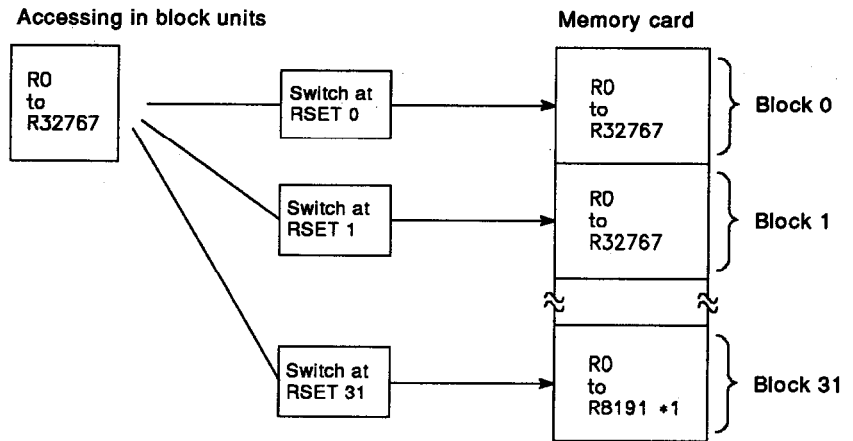 Accessing in block units
Memory card
R0
to
R32767
Switch at
RSET 0
R0
to
R32767
Block 0
Switch at
RSET 1
R0
to
R32767
Block 1
Switch at
RSET 31
R0
to
R8191 *1
Block 31